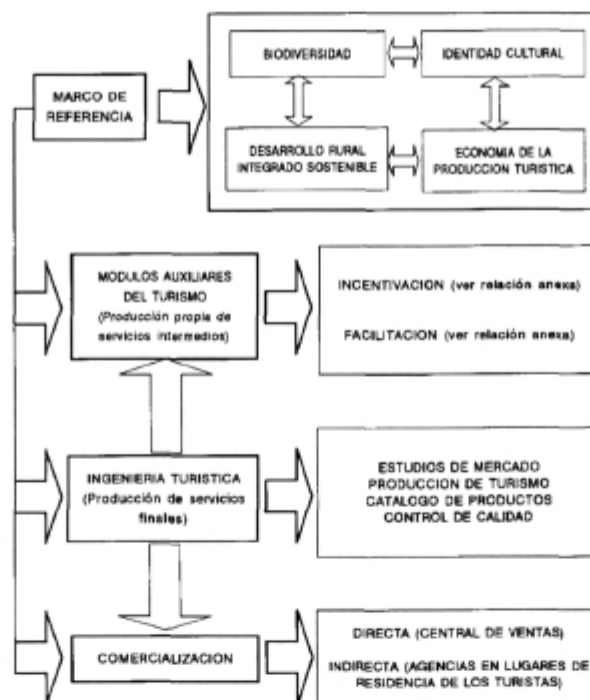 BIODIVERSIDAD
IDENTIDAD CULTURAL
MARCO DE
REFERENCIA
DESARROLLO RURAL
INTEGRADO SOSTENIBLE
ECONOMIA DE LA
PRODUCCION TURISTICA
MODULOS AUXILIARES
DEL TURISMO
(Producción propia de
servicios intermedios)
INCENTIVACION (ver relación anexa)
FACILITACION (ver relación anexa)
INGENIERIA TURISTICA
(Producción de servicios
finales)
ESTUDIOS DE MERCADO
PRODUCCION DE TURISMO
CATALOGO DE PRODUCTOS
CONTROL DE CALIDAD
COMERCIALIZACION
DIRECTA (CENTRAL DE VENTAS)
INDIRECTA (AGENCIAS EN LUGARES DE
RESIDENCIA DE LOS TURISTAS)